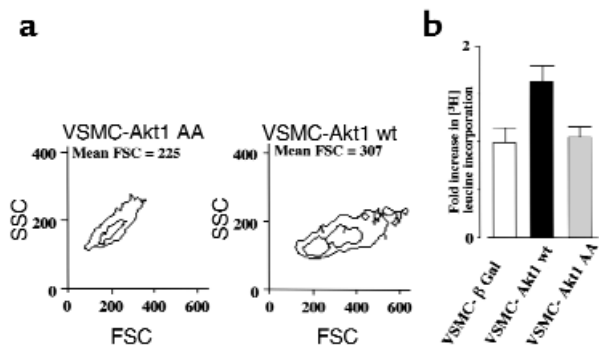 a
VSMC-Akt1 AA
Mean FSC = 225
400
200
0
SSC
0 200 400 600
FSC
VSMC-Akt1 wt
Mean FSC = 307
400
200
0
SSC
0 200 400 600
FSC
b
2
0
Fold increase in [³H]
leucine incorporation
VSMC- β Gal
VSMC- Akt1 wt
VSMC- Akt1 AA